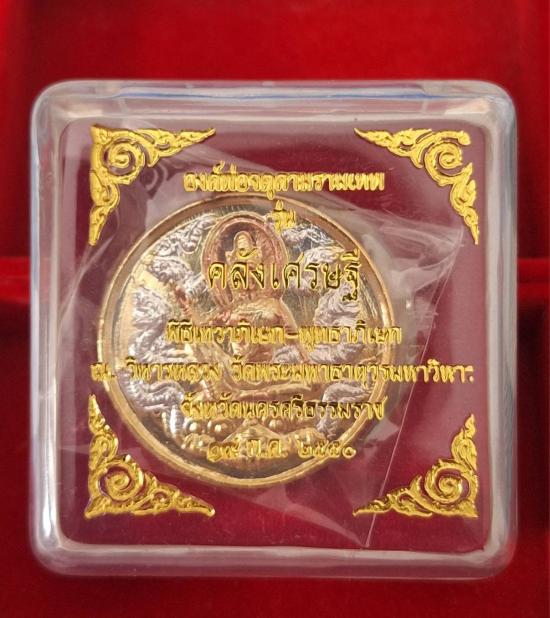 องค์พ่อจตุคามรามเทพ
รุ่น
คลังเศรษฐี
พิธีเทวาภิเษก-พุทธาภิเษก
ณ. วิหารหลวง วัดพระมหาธาตุวรมหาวิหาร
จังหวัดนครศรีธรรมราช
๒๕๕๐